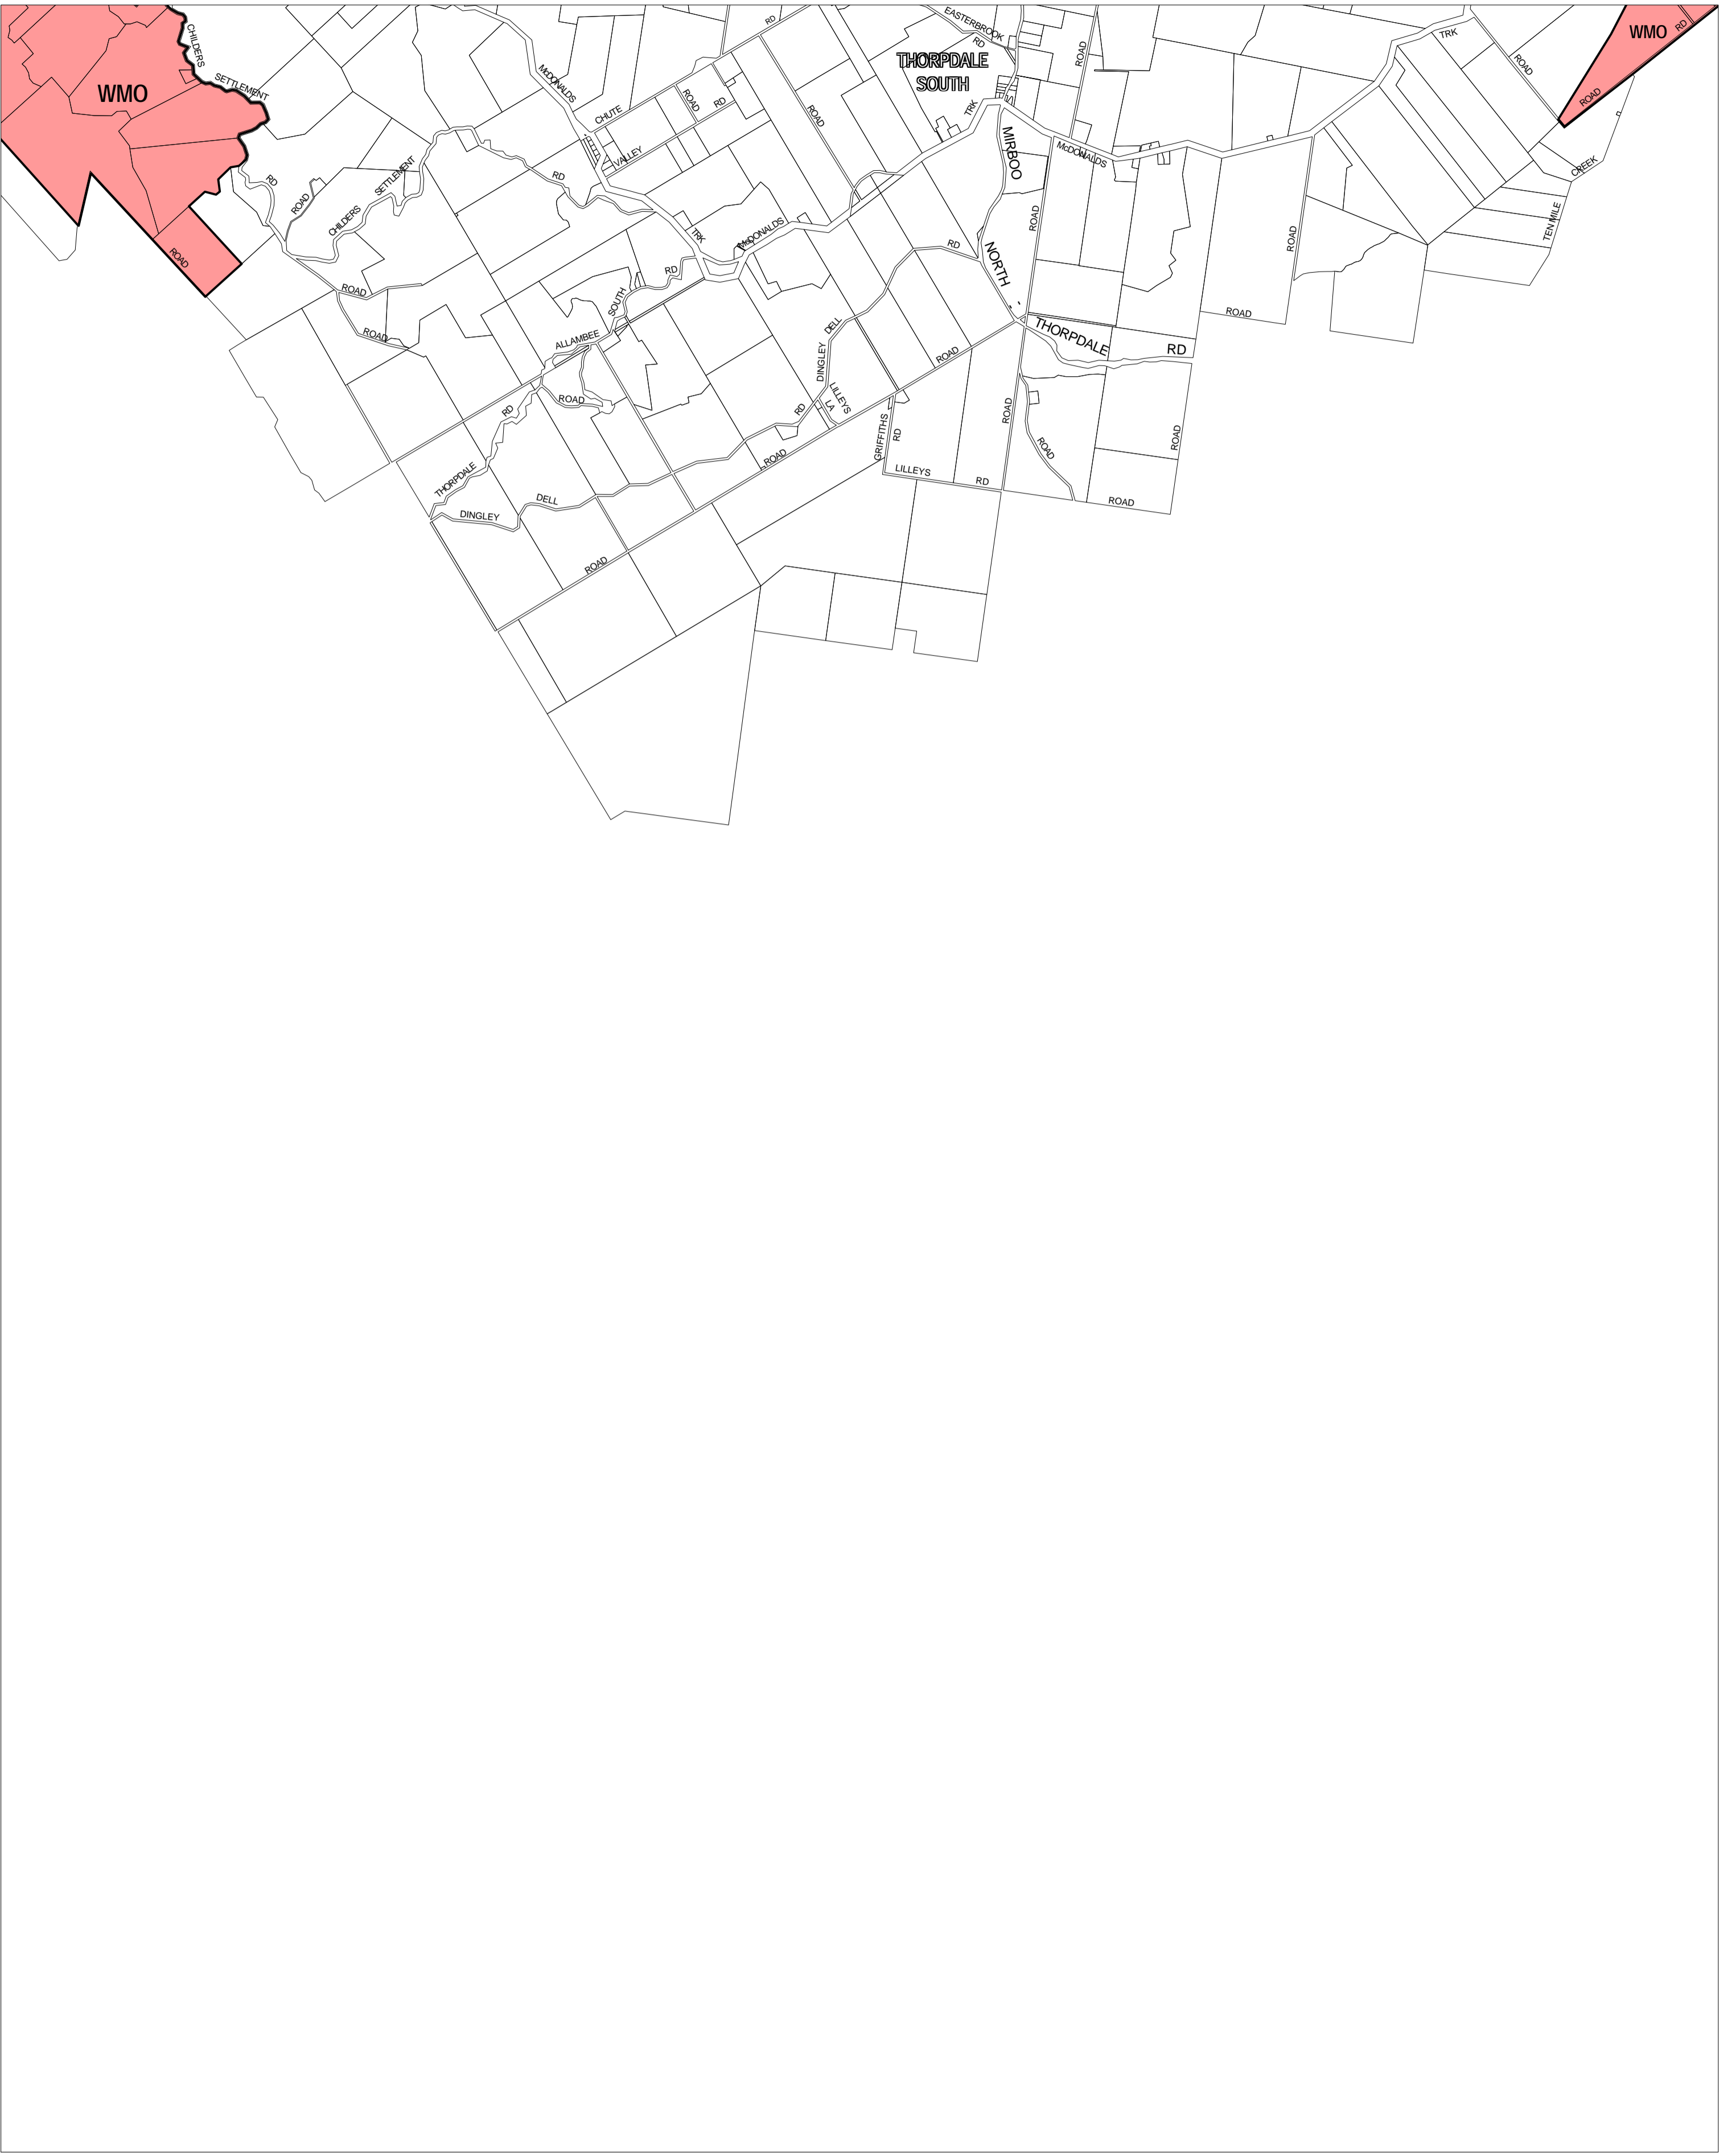 WMO
CHILDERS
SETTLEMENT
RD
ROAD
ROAD
CHILDERS
SETTLEMENT
ROAD
ROAD
McDONALDS
CHUTE
ROAD
RD
VALLEY
RD
RD
ROAD
TRK
McDONALDS
EASTERBROOK
RD
THORPDALE
SOUTH
TRK
ROAD
MIRBOO
McDONALDS
ROAD
NORTH
RD
RD
SOUTH
ALLAMBEE
ROAD
RD
THORPDALE
DINGLEY
DELL
RD
DINGLEY
DELL
LILLEYS
LA
ROAD
ROAD
ROAD
GRIFFITHS
RD
LILLEYS
RD
ROAD
ROAD
ROAD
ROAD
THORPDALE
RD
ROAD
ROAD
TRK
ROAD
WMO
RD
ROAD
CREEK
TEN MILE